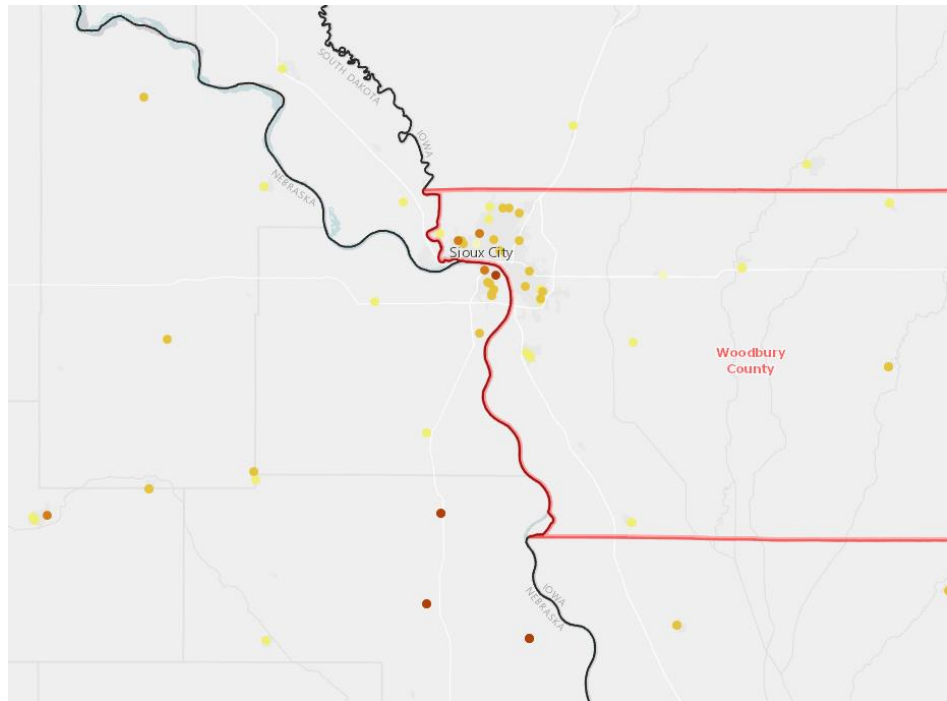 SOUTH DAKOTA
IOWA
NEBRASKA
Sioux City
Woodbury
County
IOWA
NEBRASKA